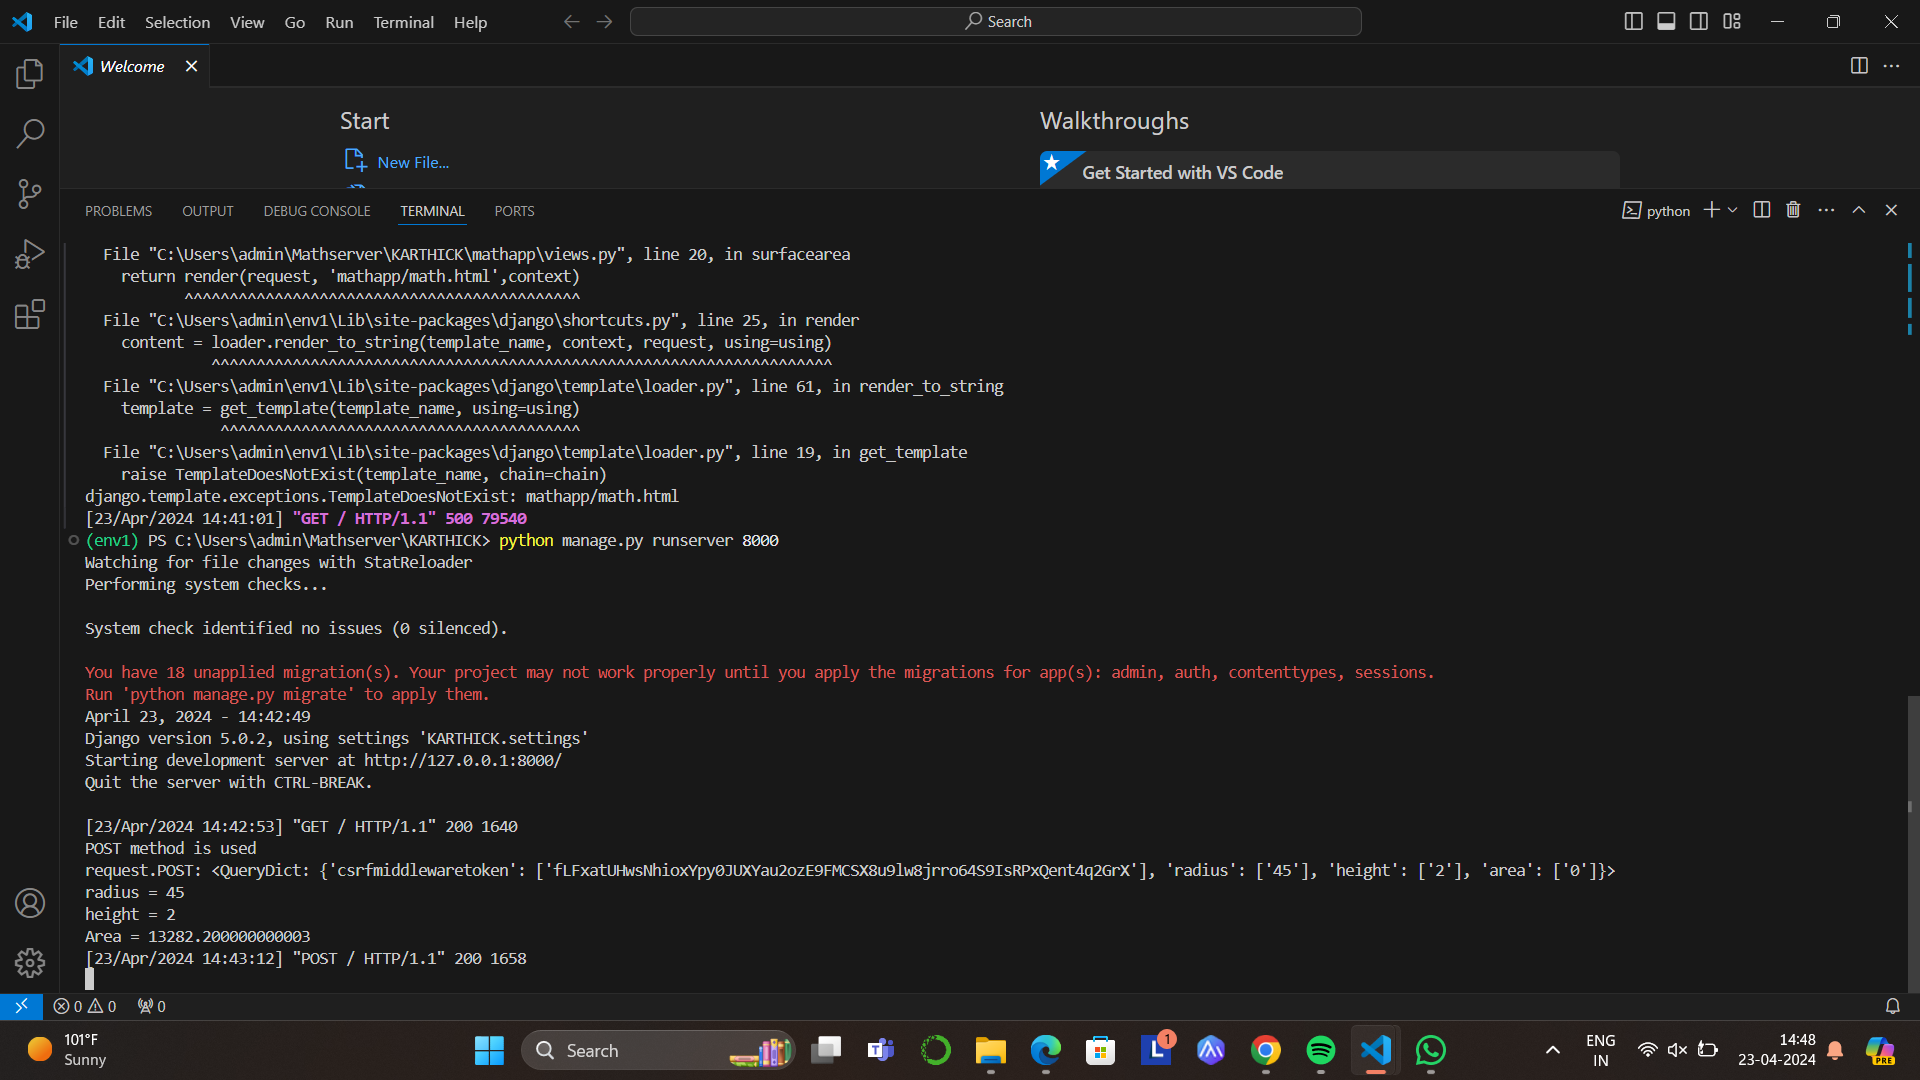 File Edit Selection View Go Run Terminal Help
Search
Welcome
Start
Walkthroughs
New File...
Get Started with VS Code
PROBLEMS OUTPUT DEBUG CONSOLE TERMINAL PORTS
python
File "C:\Users\admin\Mathserver\KARTHICK\mathapp\views.py", line 20, in surfacearea
return render(request, 'mathapp/math.html',context)
^^^^^^^^^^^^^^^^^^^^^^^^^^^^^^^^^^^^^^^^^^^^
File "C:\Users\admin\env1\Lib\site-packages\django\shortcuts.py", line 25, in render
content = loader.render_to_string(template_name, context, request, using=using)
^^^^^^^^^^^^^^^^^^^^^^^^^^^^^^^^^^^^^^^^^^^^^^^^^^^^^^^^^^^^^^^^^^^^^
File "C:\Users\admin\env1\Lib\site-packages\django\template\loader.py", line 61, in render_to_string
template = get_template(template_name, using=using)
^^^^^^^^^^^^^^^^^^^^^^^^^^^^^^^^^^^^^^^^
File "C:\Users\admin\env1\Lib\site-packages\django\template\loader.py", line 19, in get_template
raise TemplateDoesNotExist(template_name, chain=chain)
django.template.exceptions.TemplateDoesNotExist: mathapp/math.html
[23/Apr/2024 14:41:01] "GET / HTTP/1.1" 500 79540
(env1) PS C:\Users\admin\Mathserver\KARTHICK> python manage.py runserver 8000
Watching for file changes with StatReloader
Performing system checks...
System check identified no issues (0 silenced).
You have 18 unapplied migration(s). Your project may not work properly until you apply the migrations for app(s): admin, auth, contenttypes, sessions.
Run 'python manage.py migrate' to apply them.
April 23, 2024 - 14:42:49
Django version 5.0.2, using settings 'KARTHICK.settings'
Starting development server at http://127.0.0.1:8000/
Quit the server with CTRL-BREAK.
[23/Apr/2024 14:42:53] "GET / HTTP/1.1" 200 1640
POST method is used
request.POST: <QueryDict: {'csrfmiddlewaretoken': ['fLFxatUHwsNhioxYpy0JUXYau2ozE9FMCSX8u9lw8jrro64S9IsRPxQent4q2GrX'], 'radius': ['45'], 'height': ['2'], 'area': ['0']}>
radius = 45
height = 2
Area = 13282.200000000003
[23/Apr/2024 14:43:12] "POST / HTTP/1.1" 200 1658
0 0 0
101°F
Sunny
Search
L
1
ENG
IN
14:48
23-04-2024
PRE